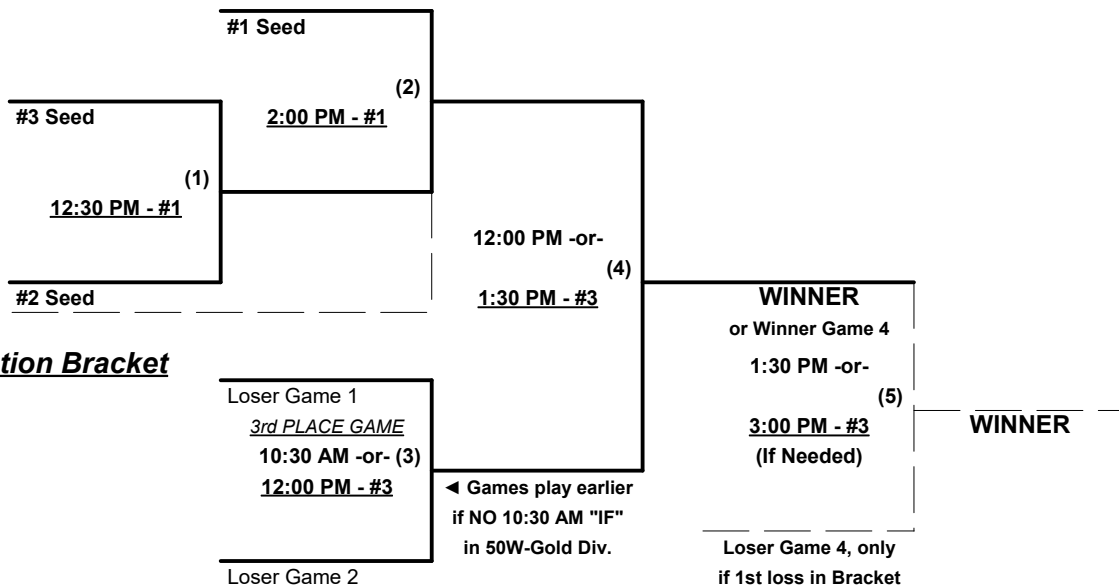 #1 Seed
(2)
2:00 PM - #1
#3 Seed
(1)
12:30 PM - #1
#2 Seed
12:00 PM -or-
(4)
1:30 PM - #3
WINNER
or Winner Game 4
1:30 PM -or-
(5)
3:00 PM - #3
(If Needed)
WINNER
tion Bracket
Loser Game 1
3rd PLACE GAME
10:30 AM -or- (3)
12:00 PM - #3
◄ Games play earlier
if NO 10:30 AM "IF"
in 50W-Gold Div.
Loser Game 2
Loser Game 4, only
if 1st loss in Bracket